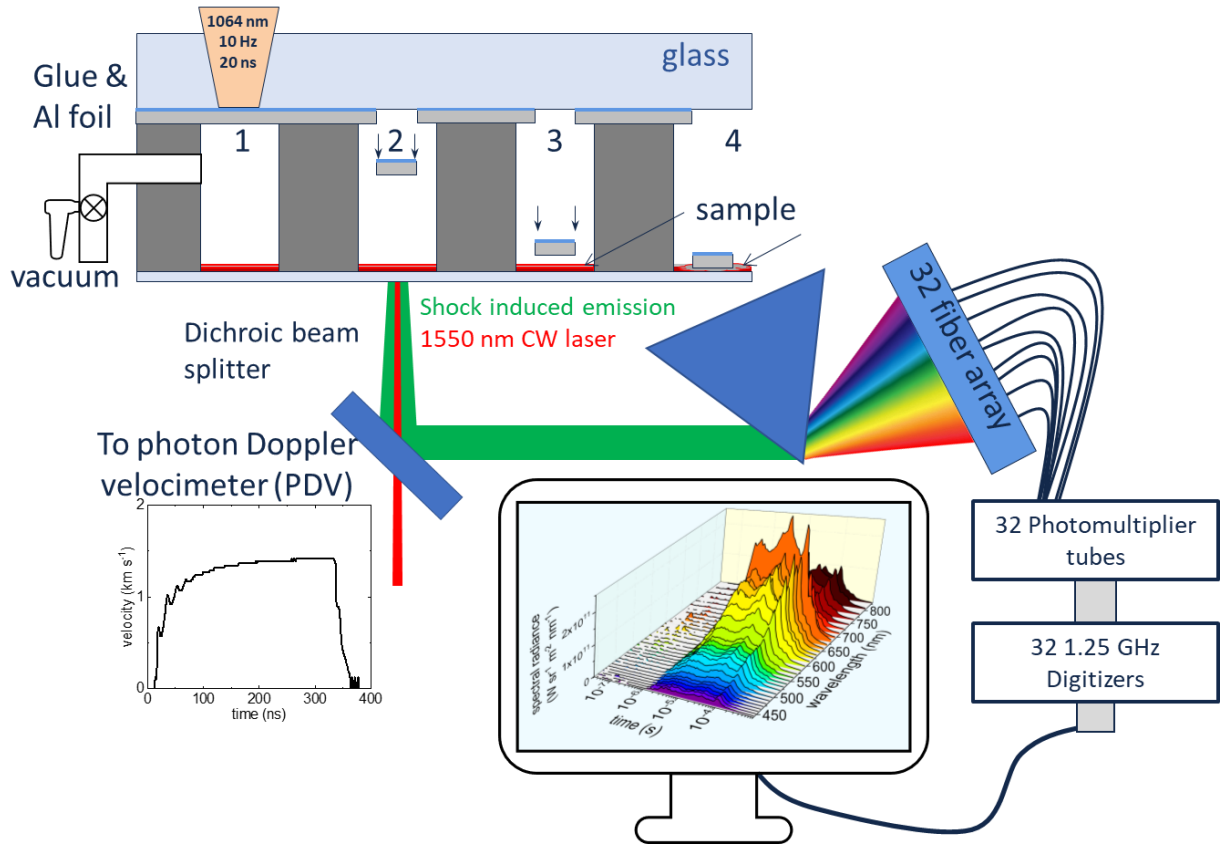 1064 nm
10 Hz
20 ns
glass
Glue &
Al foil
1
2
3
4
sample
vacuum
Shock induced emission
1550 nm CW laser
Dichroic beam
splitter
32 fiber array
To photon Doppler
velocimeter (PDV)
2
1
0
velocity (km s-1)
0
100
200
300
400
time (ns)
32 Photomultiplier
tubes
32 1.25 GHz
Digitizers
spectral radiance
(W sr-1 m-2 nm-1)
2x10¹¹
1x10¹¹
0
time (s)
wavelength (nm)
800
750
700
650
600
550
500
450